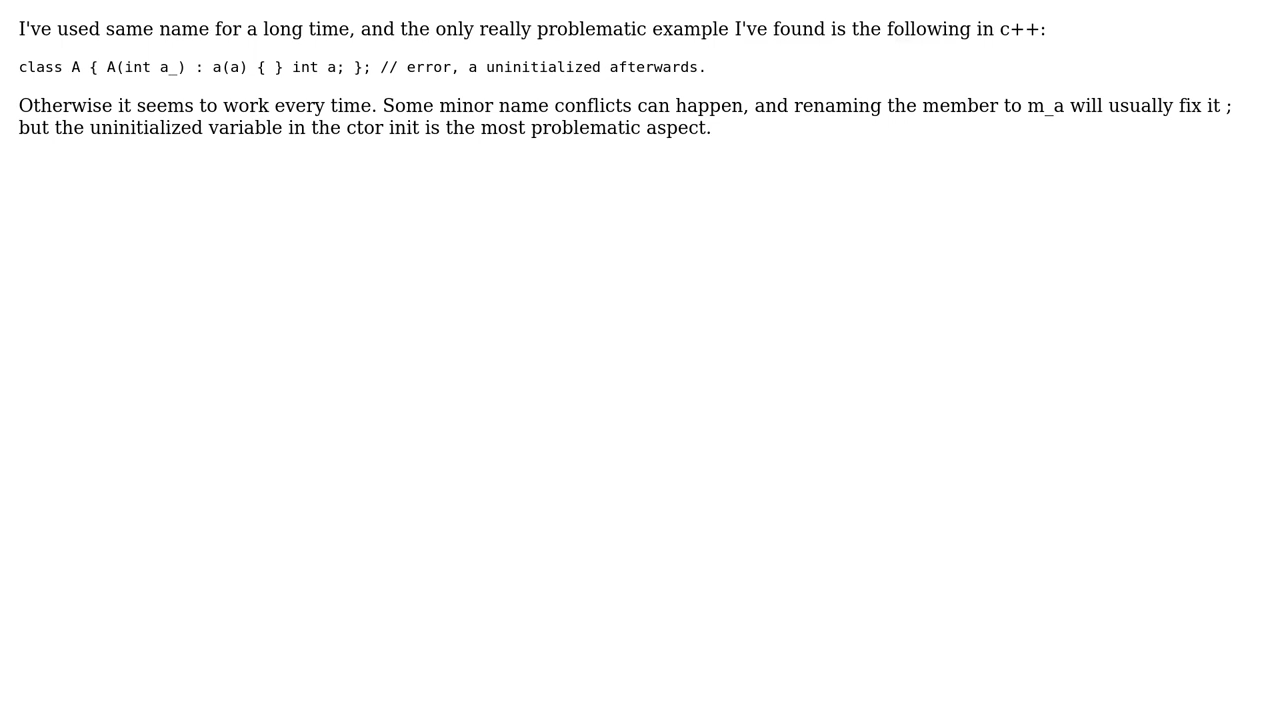 I've used same name for a long time, and the only really problematic example I've found is the following in c++:
class A { A(int a_) : a(a) { } int a; }; // error, a uninitialized afterwards.
Otherwise it seems to work every time. Some minor name conflicts can happen, and renaming the member to m_a will usually fix it ;
but the uninitialized variable in the ctor init is the most problematic aspect.